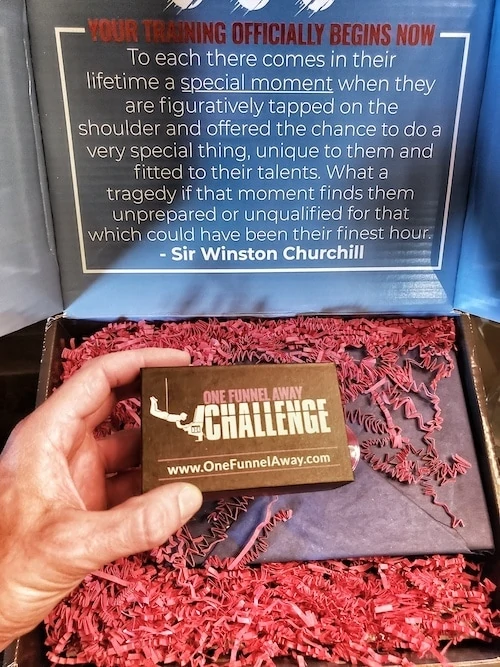 YOUR TRAINING OFFICIALLY BEGINS NOW
To each there comes in their
lifetime a special moment when they
are figuratively tapped on the
shoulder and offered the chance to do a
very special thing, unique to them and
fitted to their talents. What a
tragedy if that moment finds them
unprepared or unqualified for that
which could have been their finest hour.
- Sir Winston Churchill
ONE FUNNEL AWAY
CHALLENGE
www.OneFunnelAway.com